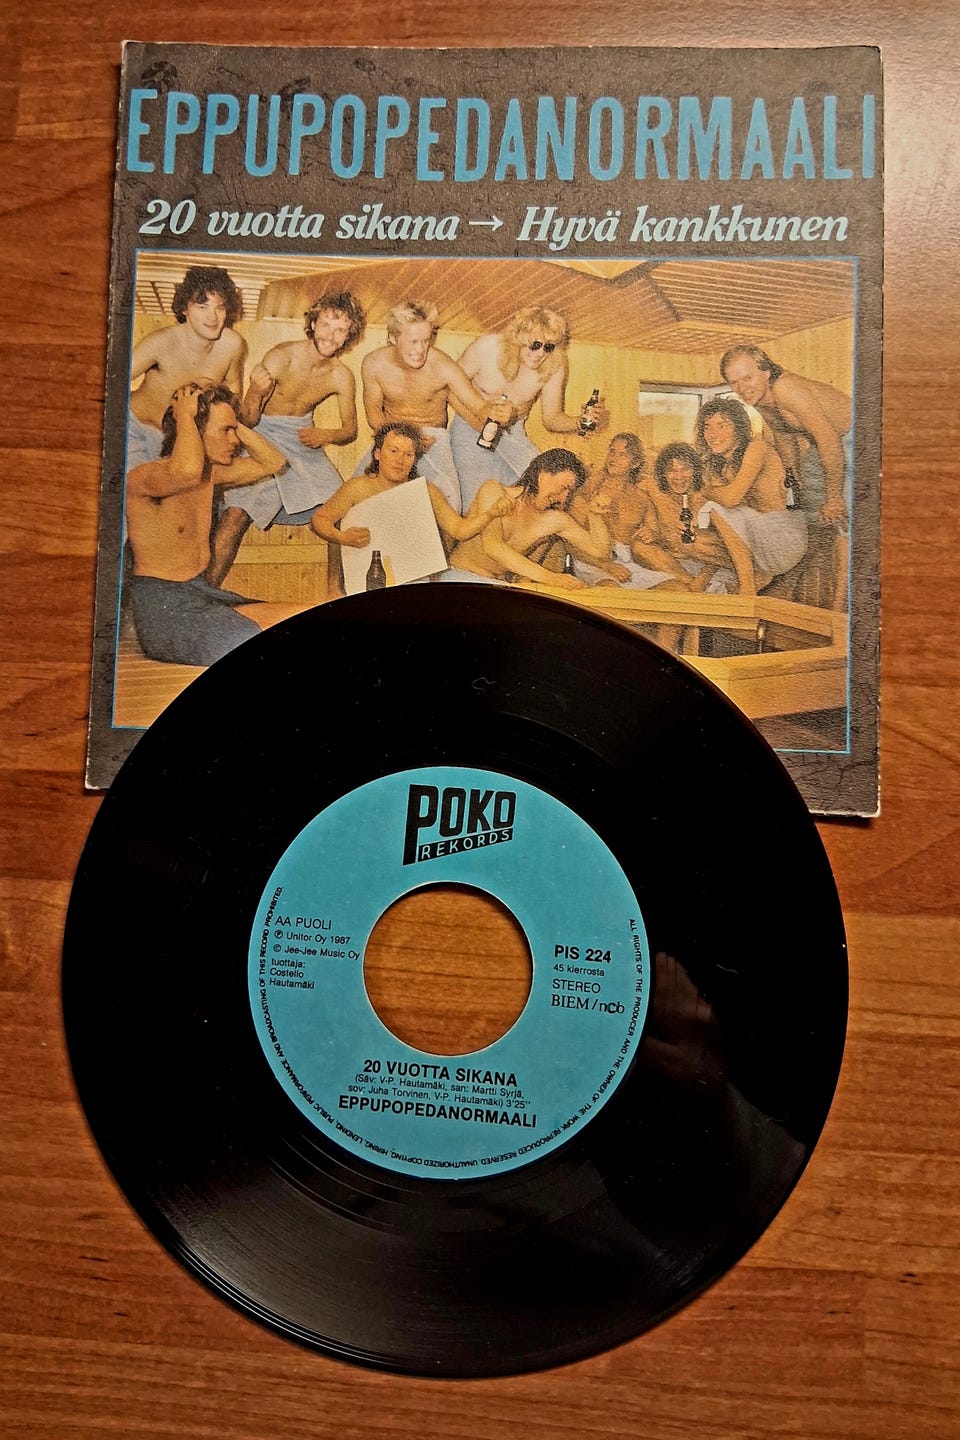 EPPUPOPEDANORMAALI
20 vuotta sikana → Hyvä kankkunen
POKO
REKORDS
AA PUOLI
℗ Unitor Oy 1987
© Jee-Jee Music Oy
tuottaja:
Costello
Hautamäki
PIS 224
45 kierrosta
STEREO
BIEM/ncb
20 VUOTTA SIKANA
(Säv: V-P. Hautamäki, san: Martti Syrjä,
sov: Juha Torvinen, V-P. Hautamäki) 3'25"
EPPUPOPEDANORMAALI
ALL RIGHTS OF THE PRODUCER AND THE OWNER OF THE WORK REPRODUCED RESERVED. UNAUTHORIZED COPYING, HIRING, LENDING, PUBLIC PERFORMANCE AND BROADCASTING OF THIS RECORD PROHIBITED.